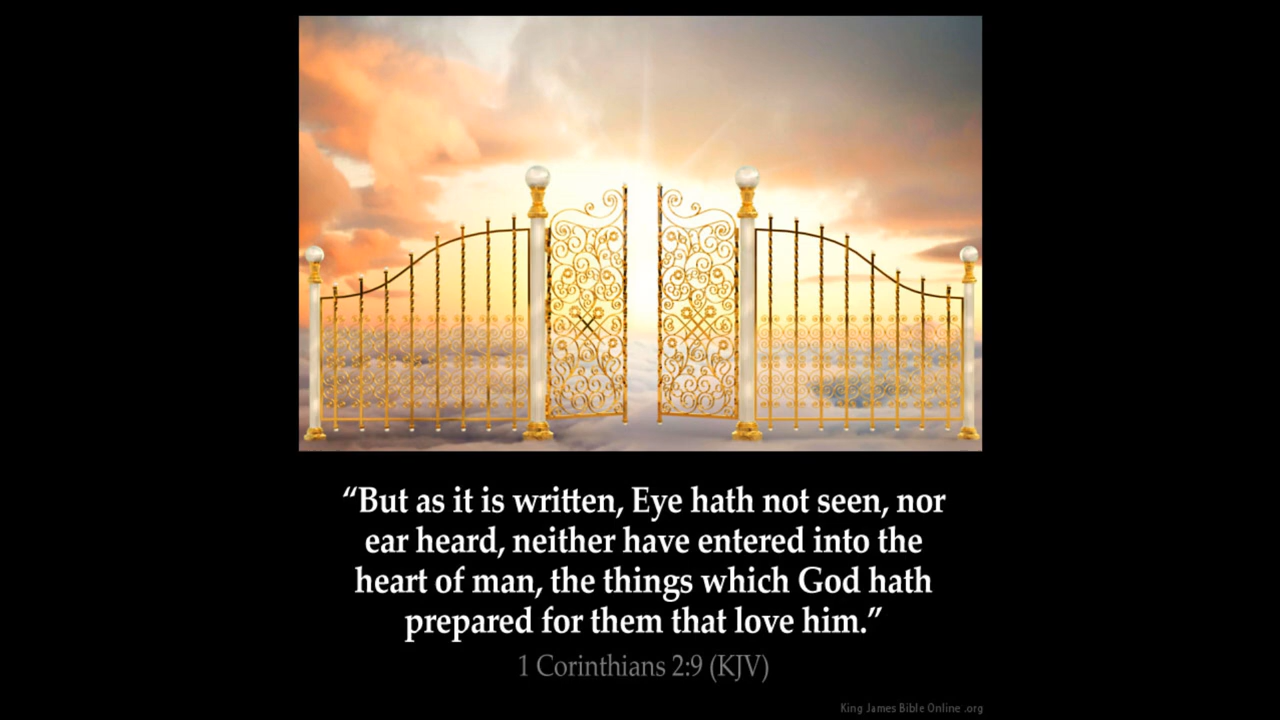 “But as it is written, Eye hath not seen, nor
ear heard, neither have entered into the
heart of man, the things which God hath
prepared for them that love him.”
1 Corinthians 2:9 (KJV)
King James Bible Online .org